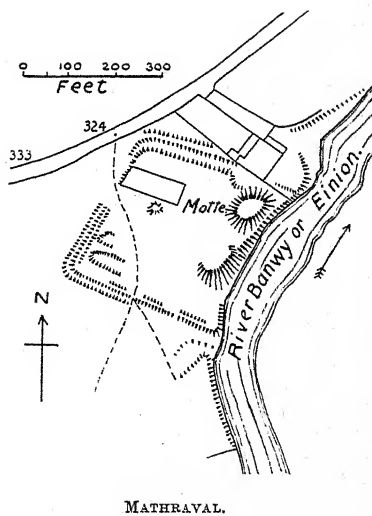 0 100 200 300
Feet
324
333
Motte
River Banwy or Einion.
N
MATHRAVAL.